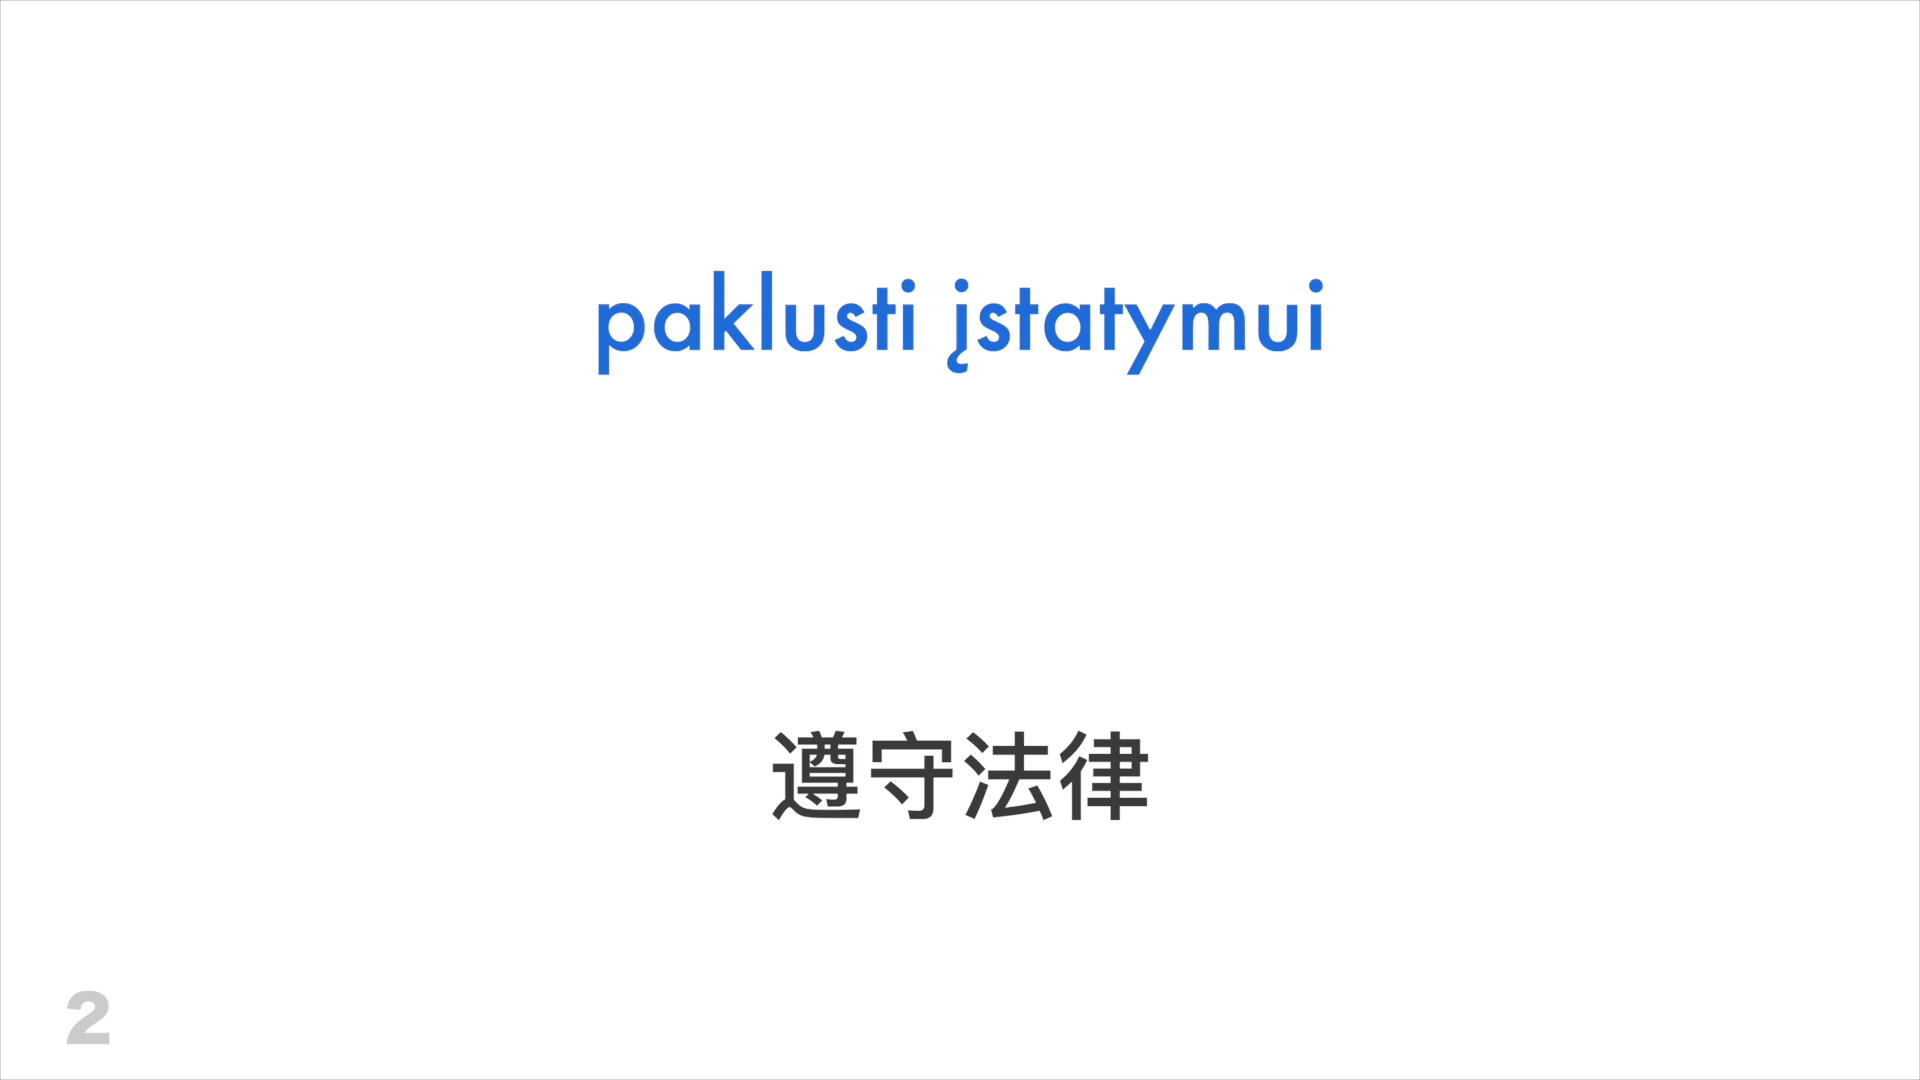 paklusti įstatymui
遵守法律
2